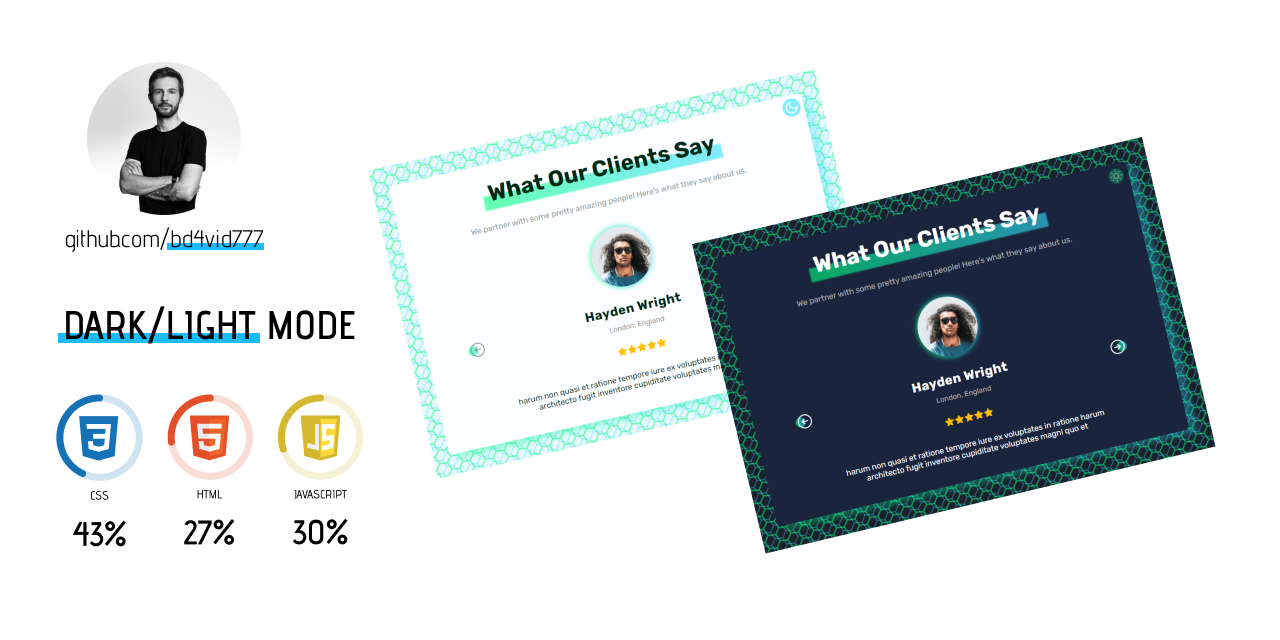 githubcom/bd4vid777
DARK/LIGHT MODE
CSS
HTML
JAVASCRIPT
43%
27%
30%
What Our Clients Say
We partner with some pretty amazing people! Here's what they say about us.
Hayden Wright
London, England
harum non quasi et ratione tempore iure ex voluptates
architecto fugit inventore cupiditate voluptates
What Our Clients Say
We partner with some pretty amazing people! Here's what they say about us.
Hayden Wright
London, England
harum non quasi et ratione tempore iure ex voluptates in ratione harum
architecto fugit inventore cupiditate voluptates magni quo et